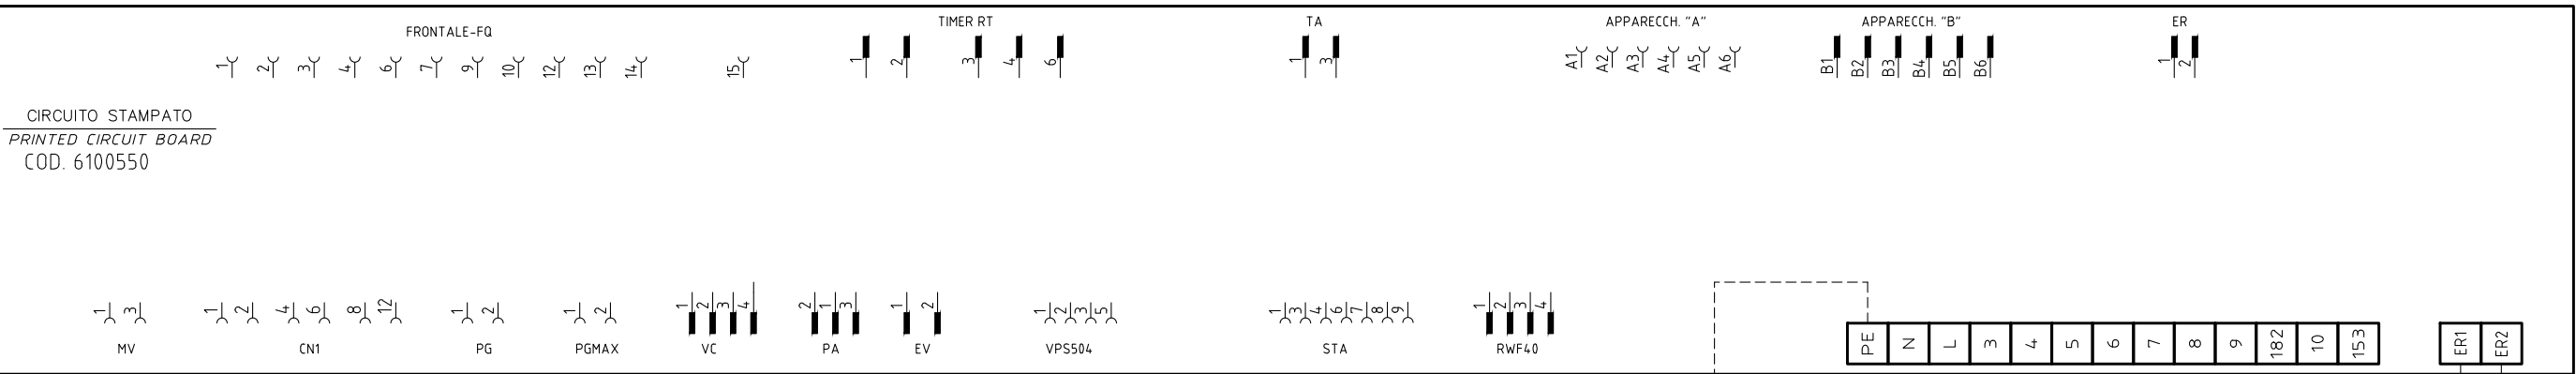 FRONTALE-FQ
TIMER RT
TA
APPARECCH. "A"
APPARECCH. "B"
ER
1 2 3 4 6 7 9 10 12 13 14 15
1 2 3 4 6
1 3
A1 A2 A3 A4 A5 A6
B1 B2 B3 B4 B5 B6
1 2
CIRCUITO STAMPATO
PRINTED CIRCUIT BOARD
COD. 6100550
1 3
1 2 4 6 8 12
1 2
1 2
1 2 3 4
2 1 3
1 2
1 2 3 5
1 3 4 6 7 8 9
1 2 3 4
PE N L 3 4 5 6 7 8 9 182 10 153
ER1 ER2
MV
CN1
PG
PGMAX
VC
PA
EV
VPS504
STA
RWF40